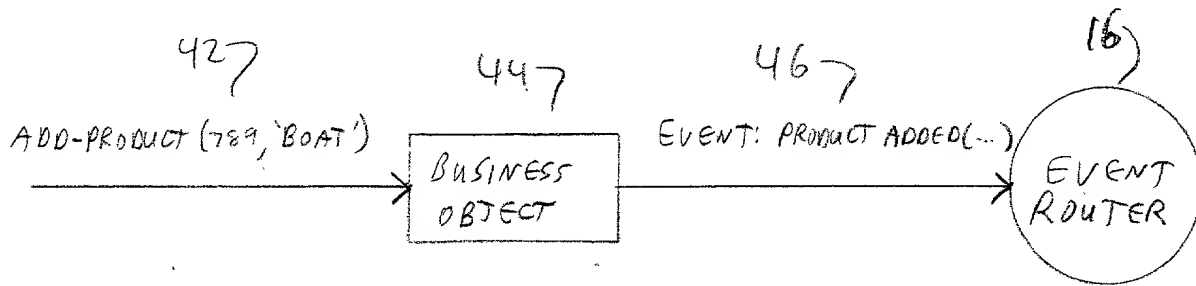 42
44
46
16
ADD-PRODUCT (789, 'BOAT')
EVENT: PRODUCT ADDED(...)
BUSINESS
OBJECT
EVENT
ROUTER